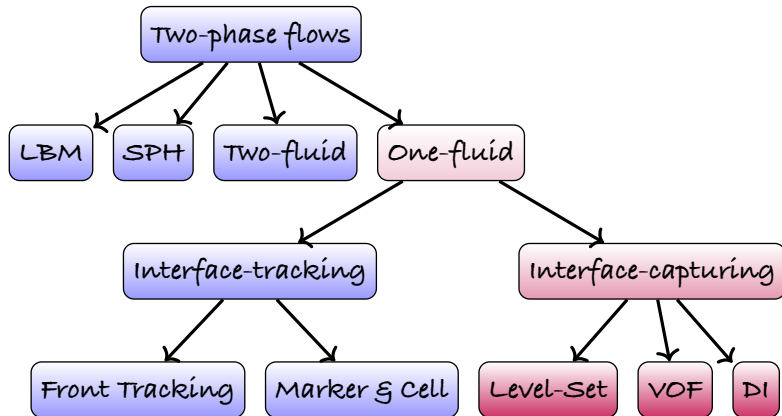 Two-phase flows
LBM
SPH
Two-fluid
One-fluid
Interface-tracking
Interface-capturing
Front Tracking
Marker & Cell
Level-Set
VOF
DI